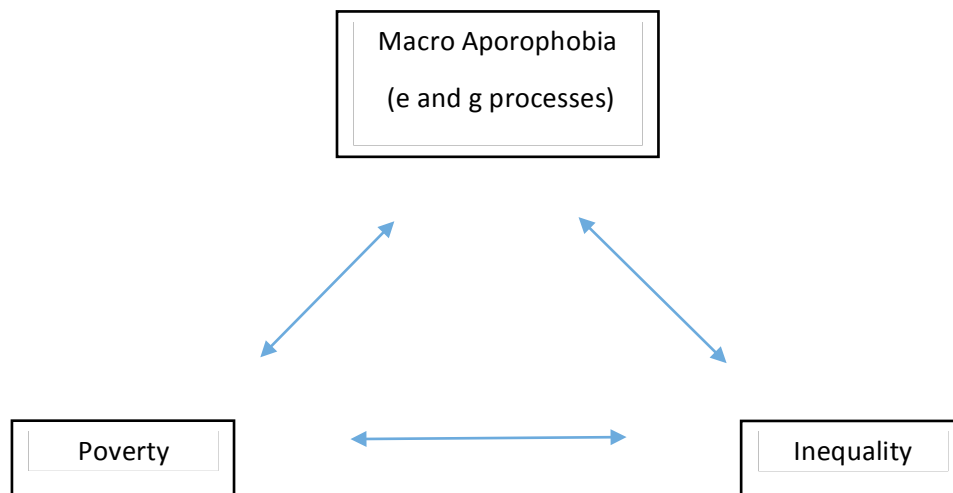 Macro Aporophobia
(e and g processes)
Poverty
Inequality